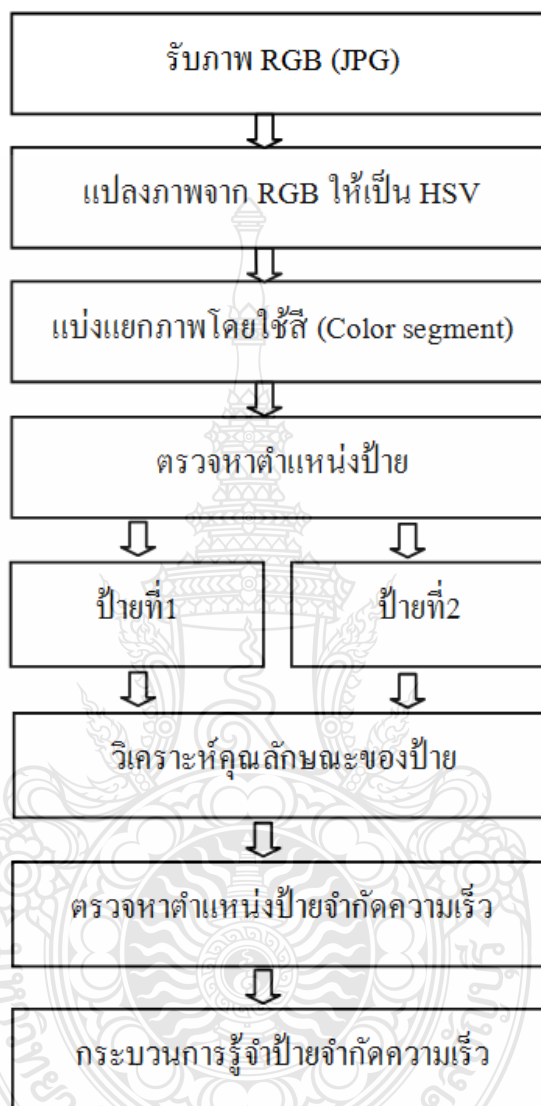 รับภาพ RGB (JPG)
แปลงภาพจาก RGB ให้เป็น HSV
แบ่งแยกภาพโดยใช้สี (Color segment)
ตรวจหาตำแหน่งป้าย
ป้ายที่1
ป้ายที่2
วิเคราะห์คุณลักษณะของป้าย
ตรวจหาตำแหน่งป้ายจำกัดความเร็ว
กระบวนการรู้จำป้ายจำกัดความเร็ว